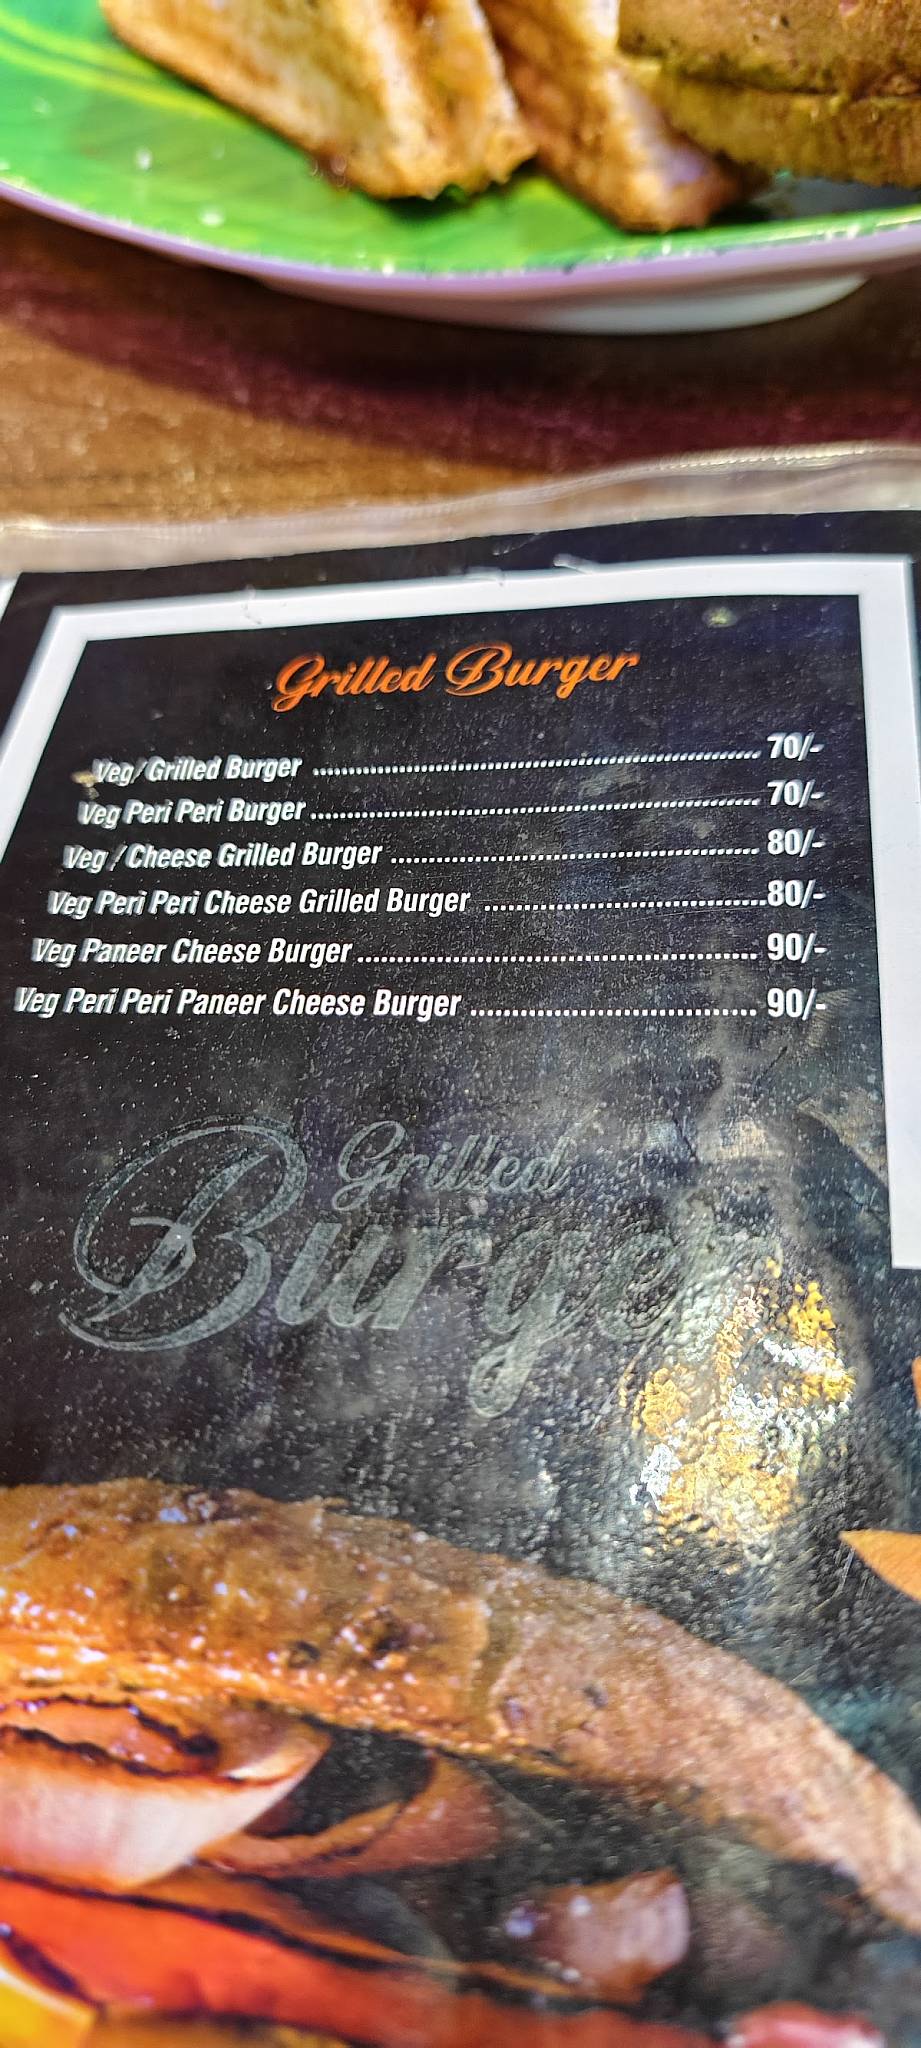 Grilled Burger
Veg/Grilled Burger ........................ 70/-
Veg Peri Peri Burger ........................ 70/-
Veg / Cheese Grilled Burger ........................ 80/-
Veg Peri Peri Cheese Grilled Burger ........................ 80/-
Veg Paneer Cheese Burger ........................ 90/-
Veg Peri Peri Paneer Cheese Burger ........................ 90/-
Grilled
Burger